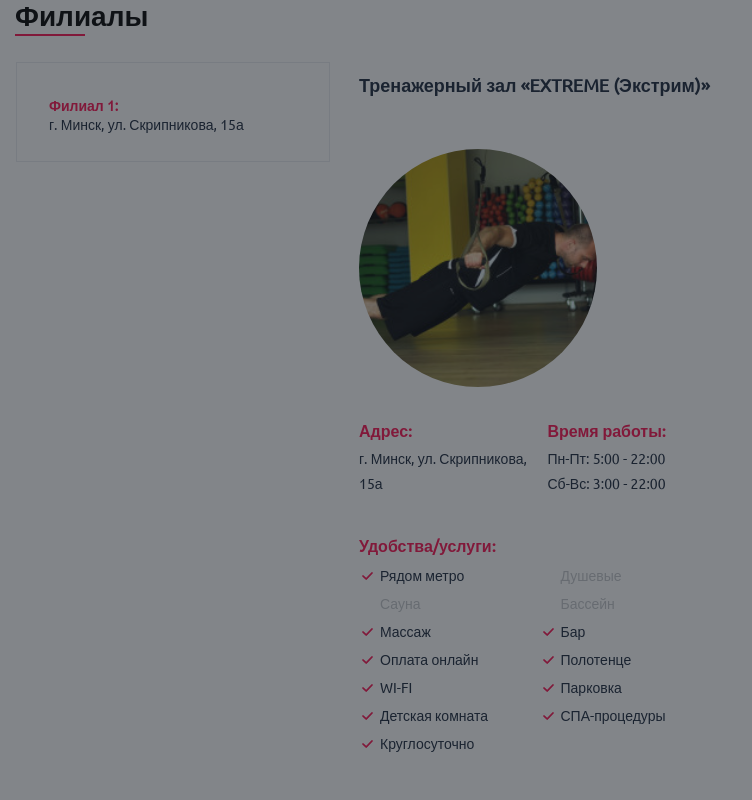 Филиалы
Филиал 1:
г. Минск, ул. Скрипникова, 15а
Тренажерный зал «EXTREME (Экстрим)»
Адрес:
г. Минск, ул. Скрипникова,
15а
Время работы:
Пн-Пт: 5:00 - 22:00
Сб-Вс: 3:00 - 22:00
Удобства/услуги:
Рядом метро
Душевые
Сауна
Бассейн
Массаж
Бар
Оплата онлайн
Полотенце
WI-FI
Парковка
Детская комната
СПА-процедуры
Круглосуточно